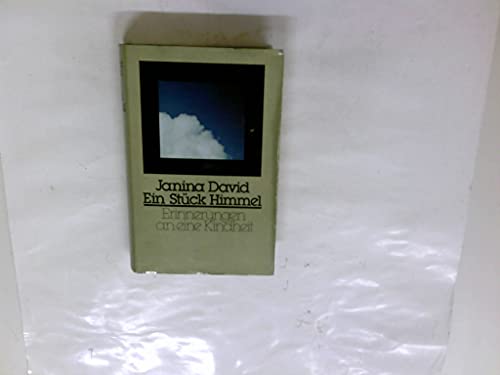 Janina David
Ein Stück Himmel
Erinnerungen
an eine Kindheit